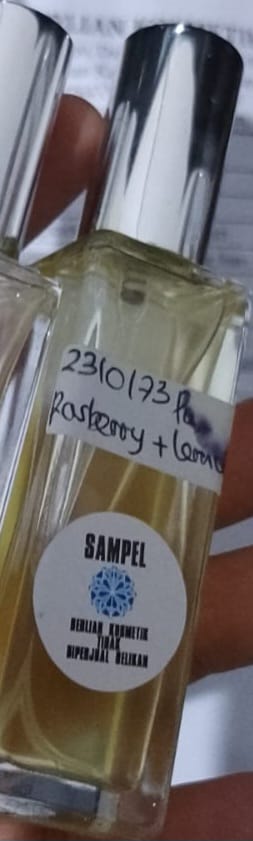 2310173
Rasberry +
SAMPEL
BERLIAN KOSMETIK
TIDAK
DIPERJUAL BELIKAN